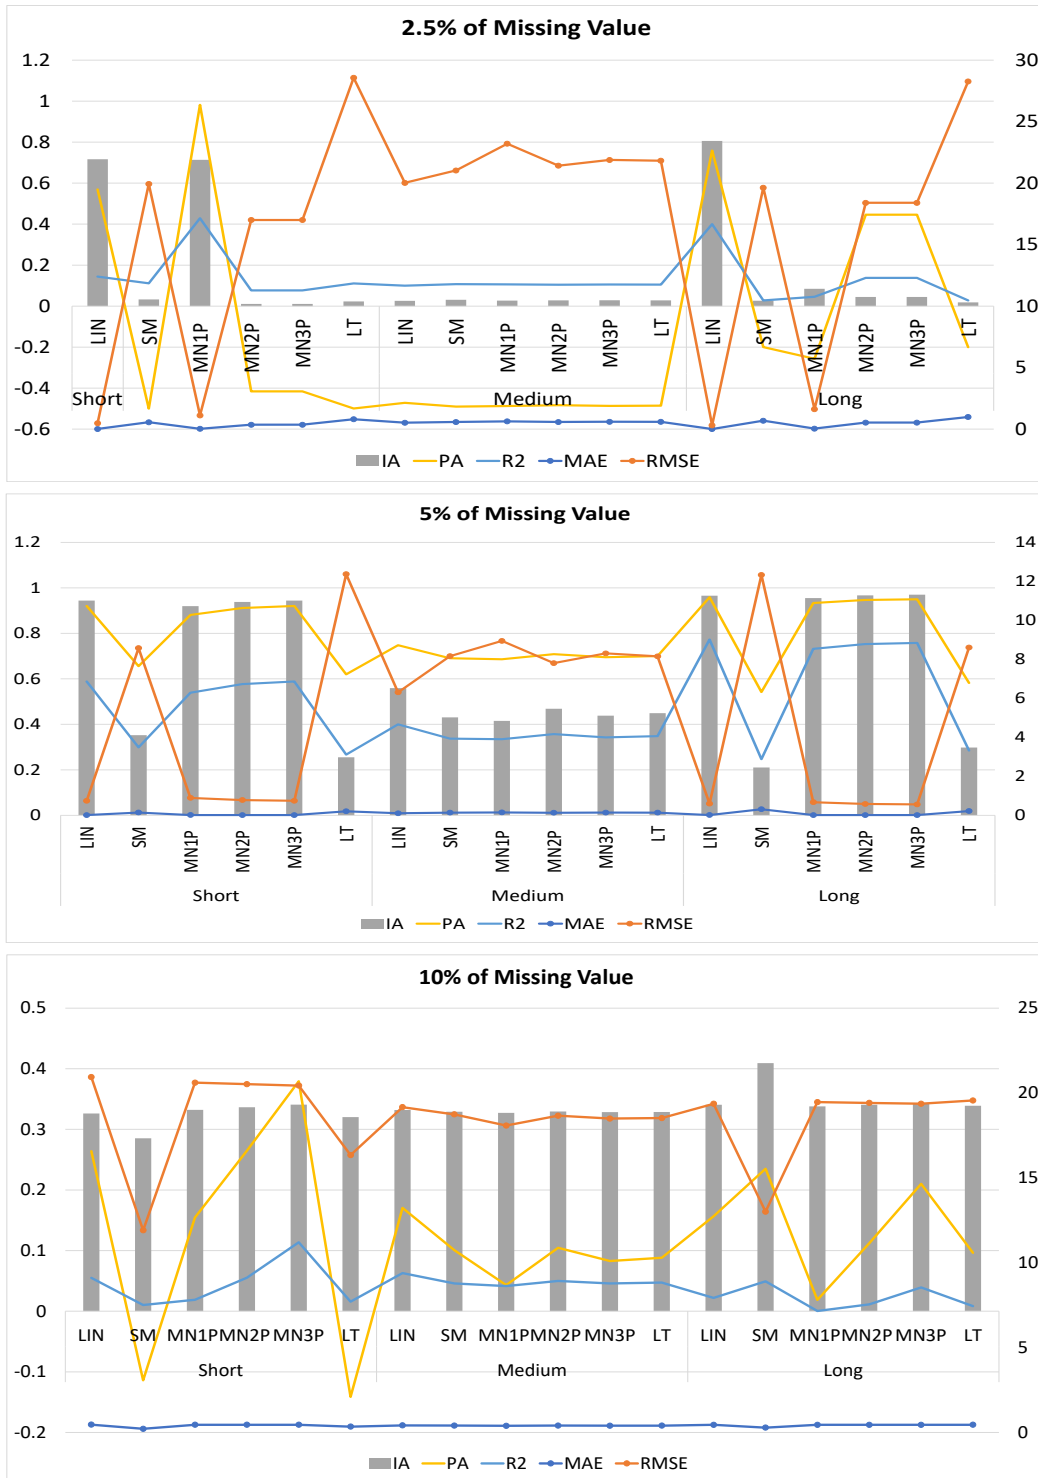 2.5% of Missing Value
1.2 30
1 25
0.8 20
0.6 15
0.4 10
0.2 5
0 0
-0.2
-0.4
-0.6
LIN SM MN1P MN2P MN3P LT LIN SM MN1P MN2P MN3P LT LIN SM MN1P MN2P MN3P LT
Short Medium Long
IA PA R2 MAE RMSE
5% of Missing Value
1.2 14
1 12
0.8 10
0.6 8
0.4 6
0.2 4
0 2
0
LIN SM MN1P MN2P MN3P LT LIN SM MN1P MN2P MN3P LT LIN SM MN1P MN2P MN3P LT
Short Medium Long
IA PA R2 MAE RMSE
10% of Missing Value
0.5 25
0.4 20
0.3 15
0.2 10
0.1 5
0 0
-0.1
-0.2
LIN SM MN1P MN2P MN3P LT LIN SM MN1P MN2P MN3P LT LIN SM MN1P MN2P MN3P LT
Short Medium Long
IA PA R2 MAE RMSE